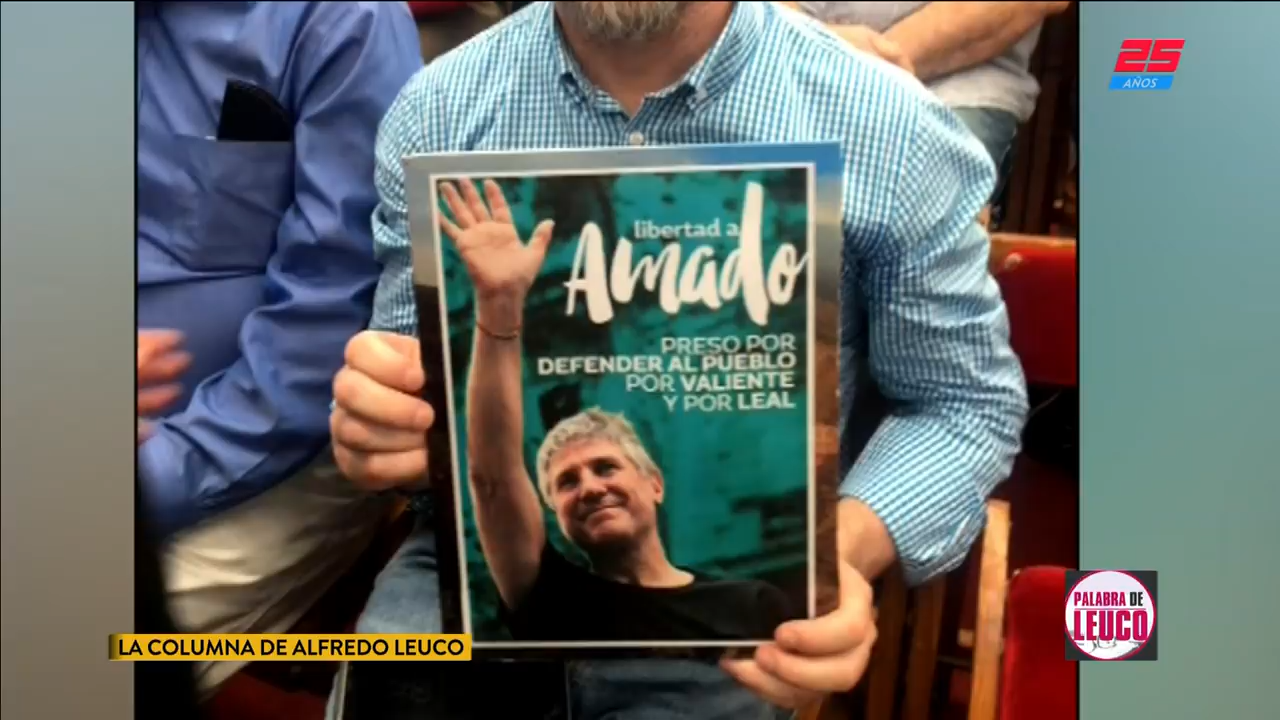 25
AÑOS
libertad a
Amado
PRESO POR
DEFENDER AL PUEBLO
POR VALIENTE
Y POR LEAL
PALABRA DE
LEUCO
LA COLUMNA DE ALFREDO LEUCO